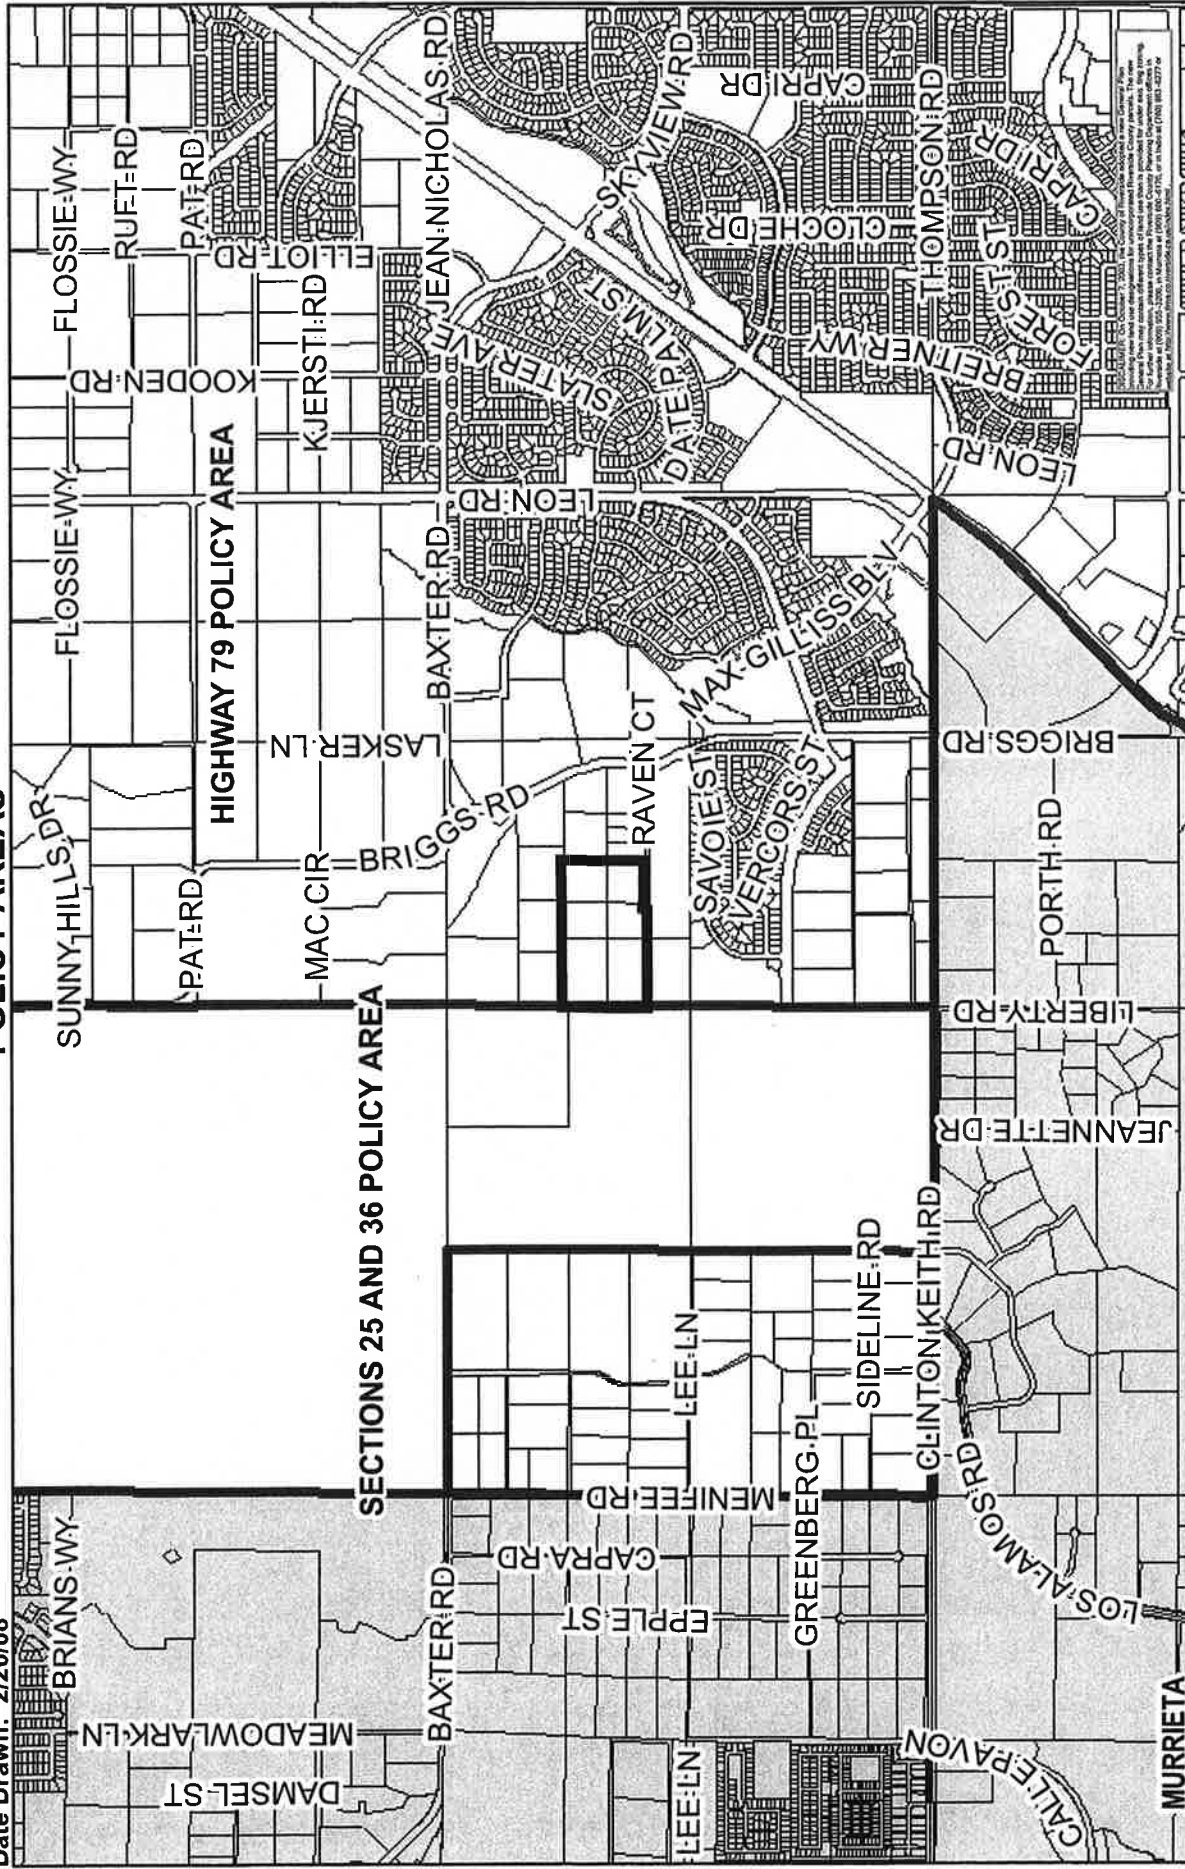 Date Drawn: 2/20/08
POLICY AREAS
FLOSSIE-WY
FLOSSIE-WY
RUFT-RD
PAT-RD
SUNNY-HILLS DR
PAT-RD
KOODEN-RD
ELLIOT-RD
KJERSTI-RD
MAC CIR
LASKER-LN
HIGHWAY 79 POLICY AREA
BRIANS-WY
MEADOWLARK-LN
DAMSEL-ST
SECTIONS 25 AND 36 POLICY AREA
BRIGGS-RD
BAXTER-RD
BAXTER-RD
JEAN-NICHOLAS-RD
SLATER AVE
SKYVIEW-RD
CAPRI DR
LEON-RD
DATE PALM ST
CLOCHE-DR
CAPRA-RD
EPPLE-ST
MENIFEE-RD
LEE-LN
LEE-LN
RAVEN CT
SAVOIE-ST
VERCORS-ST
MAX-GILLISS-BLV
BREITNER-WY
GREENBERG-PL
SIDELINE-RD
CLINTON-KEITH-RD
THOMPSON-RD
LEON RD
FOREST-ST
CAPRI-DR
BRIGGS-RD
PORTH-RD
LIBERTY-RD
JEANNETTE-DR
LOS-ALAMOS-RD
CALLE-PAVON
MURRIETA